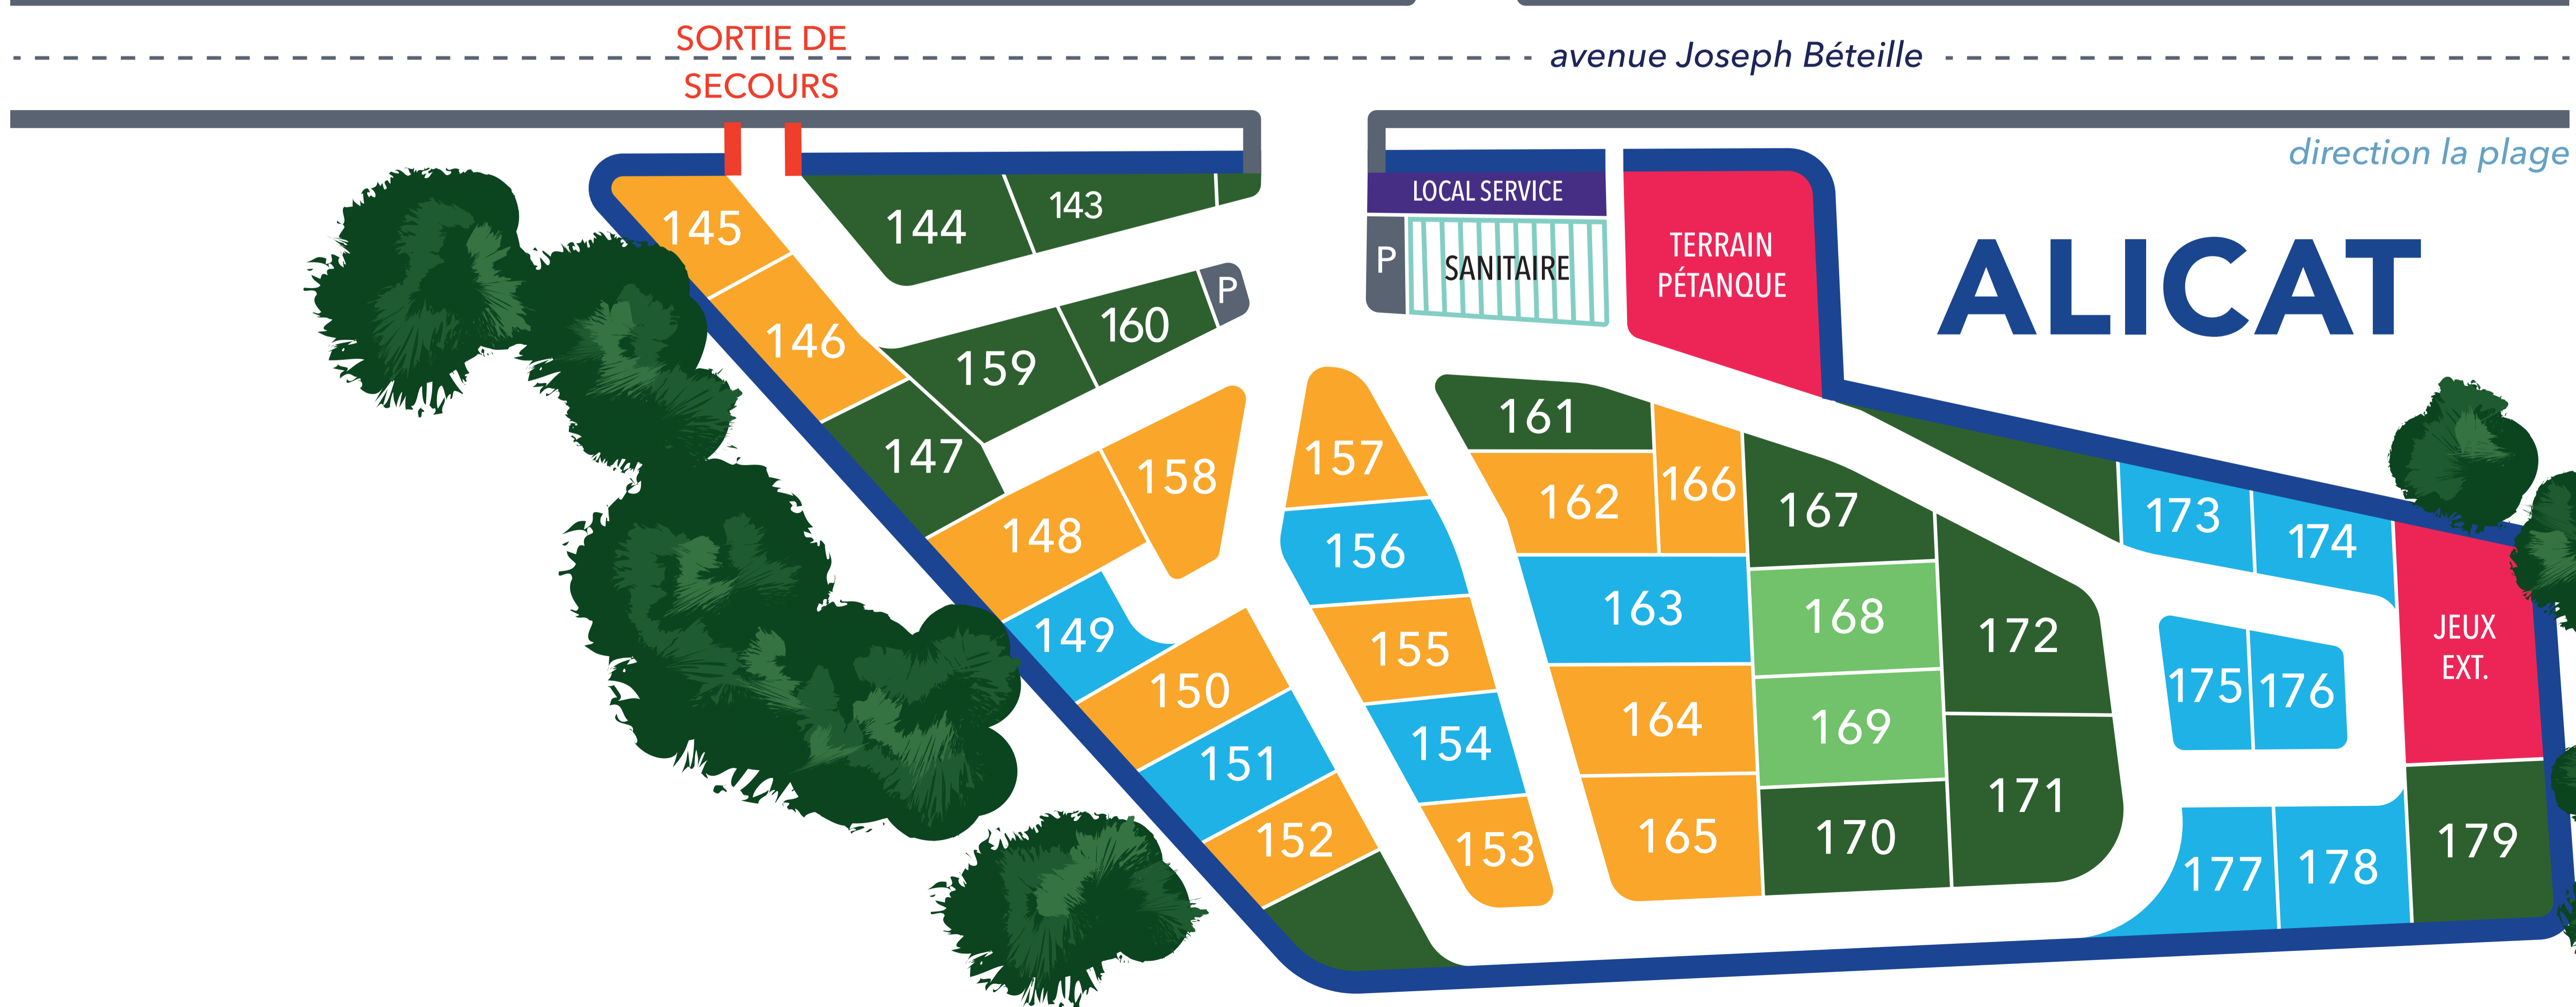 SORTIE DE
SECOURS
avenue Joseph Béteille
direction la plage
ALICAT
LOCAL SERVICE
P
SANITAIRE
TERRAIN
PÉTANQUE
145
144
143
146
159
160
P
147
148
158
157
149
156
150
155
151
154
152
153
161
162
166
167
163
168
172
164
169
171
165
170
173
174
175
176
JEUX
EXT.
177
178
179